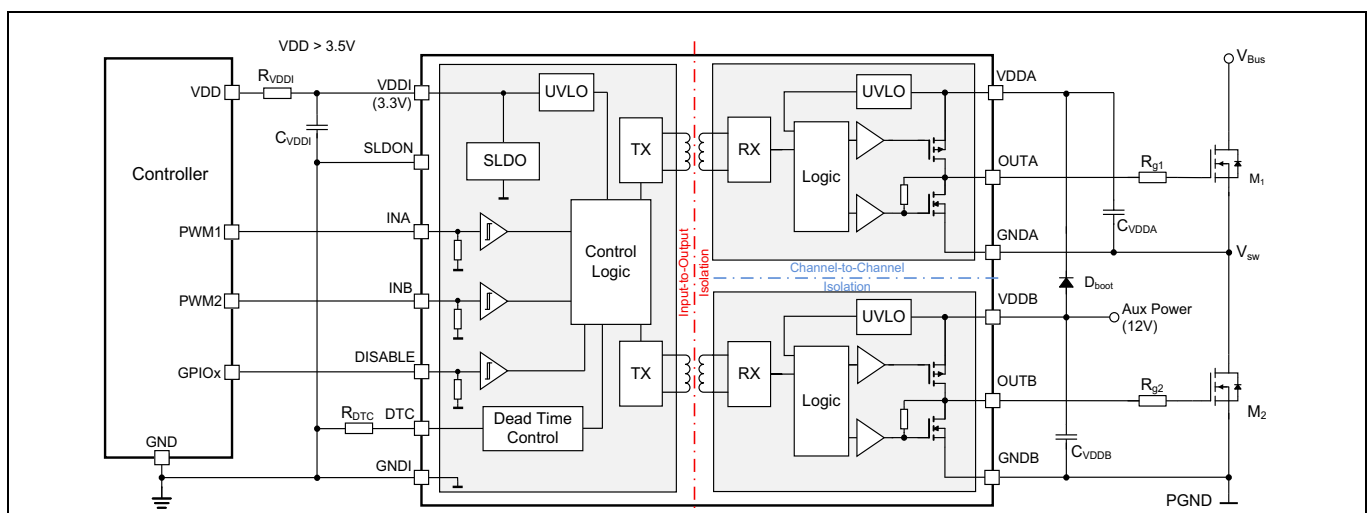 VDD > 3.5V
Controller
VDD
PWM1
PWM2
GPIOx
GND
RVDDI
CVDDI
RDTC
VDDI
(3.3V)
SLDON
INA
INB
DISABLE
DTC
GNDI
UVLO
SLDO
TX
Control
Logic
TX
Dead Time
Control
Input-to-Output
Isolation
UVLO
RX
Logic
Channel-to-Channel
Isolation
UVLO
RX
Logic
VDDA
OUTA
GNDA
VDDB
OUTB
GNDB
VBus
Rg1
M1
CVDDA
Vsw
Dboot
Aux Power
(12V)
Rg2
M2
CVDDB
PGND